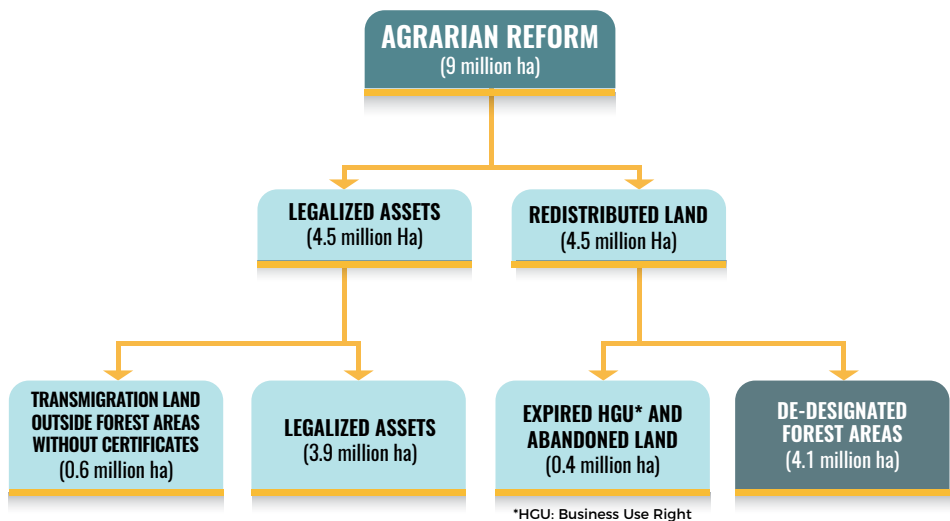 AGRARIAN REFORM
(9 million ha)
LEGALIZED ASSETS
(4.5 million Ha)
REDISTRIBUTED LAND
(4.5 million Ha)
TRANSMIGRATION LAND
OUTSIDE FOREST AREAS
WITHOUT CERTIFICATES
(0.6 million ha)
LEGALIZED ASSETS
(3.9 million ha)
EXPIRED HGU* AND
ABANDONED LAND
(0.4 million ha)
DE-DESIGNATED
FOREST AREAS
(4.1 million ha)
*HGU: Business Use Right